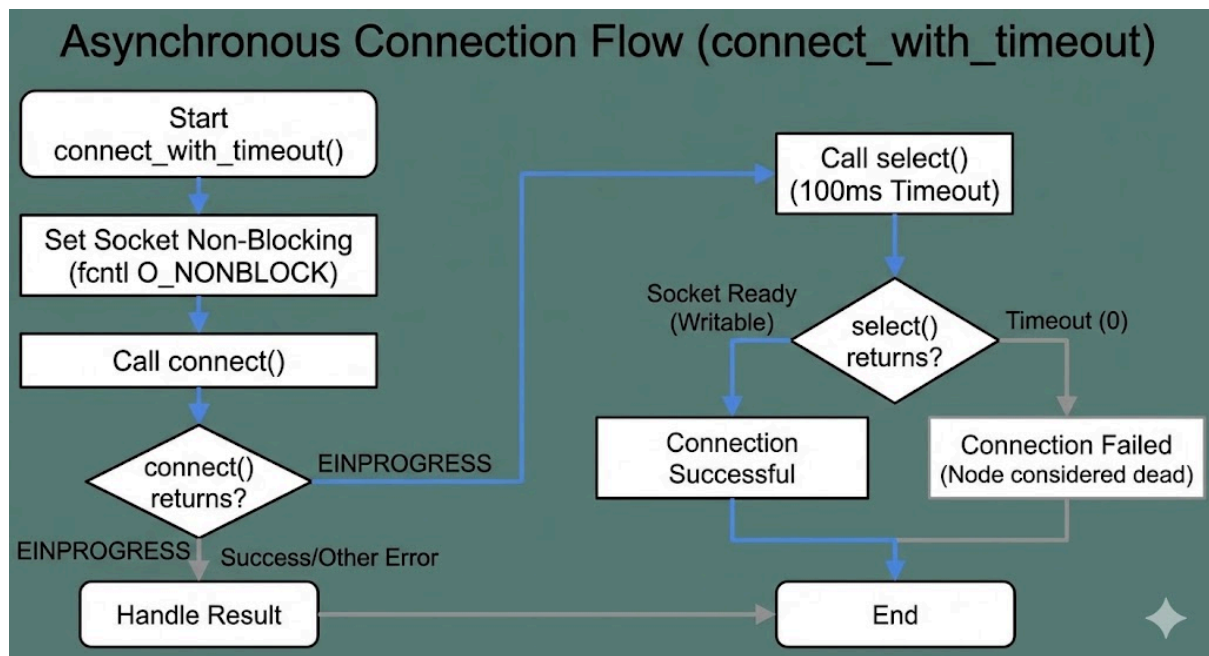 Asynchronous Connection Flow (connect_with_timeout)
Start
connect_with_timeout()
Set Socket Non-Blocking
(fcntl O_NONBLOCK)
Call connect()
connect()
returns?
EINPROGRESS
EINPROGRESS
Success/Other Error
Handle Result
Call select()
(100ms Timeout)
select()
returns?
Socket Ready
(Writable)
Timeout (0)
Connection
Successful
Connection Failed
(Node considered dead)
End